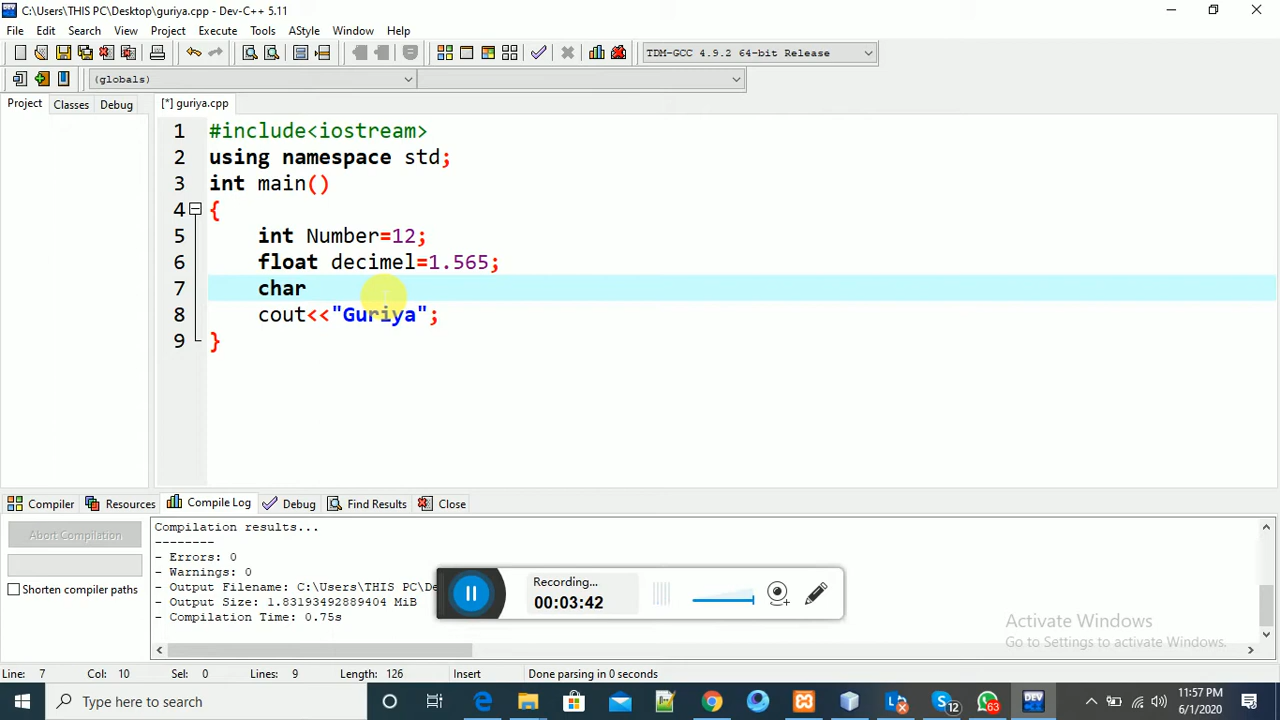 C:\Users\THIS PC\Desktop\guriya.cpp - Dev-C++ 5.11
File Edit Search View Project Execute Tools AStyle Window Help
TDM-GCC 4.9.2 64-bit Release
(globals)
Project Classes Debug [*] guriya.cpp
1 #include<iostream>
2 using namespace std;
3 int main()
4 {
5 int Number=12;
6 float decimel=1.565;
7 char
8 cout<<"Guriya";
9 }
Compiler Resources Compile Log Debug Find Results Close
Abort Compilation
Shorten compiler paths
Compilation results...
--------
- Errors: 0
- Warnings: 0
- Output Filename: C:\Users\THIS PC\De
- Output Size: 1.83193492889404 MiB
- Compilation Time: 0.75s
Recording...
00:03:42
Activate Windows
Go to Settings to activate Windows.
Line: 7 Col: 10 Sel: 0 Lines: 9 Length: 126 Insert Done parsing in 0 seconds
Type here to search
DEV
12
63
11:57 PM
6/1/2020